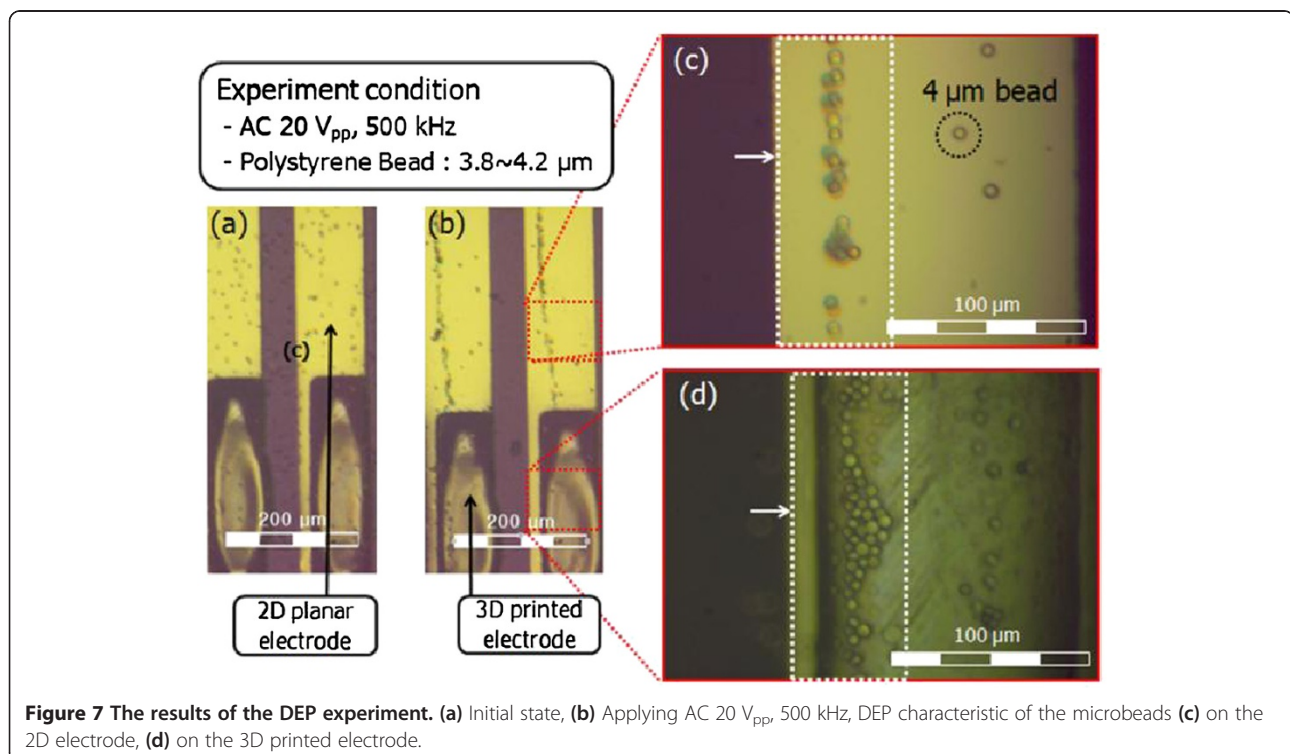 Experiment condition
- AC 20 Vpp, 500 kHz
- Polystyrene Bead : 3.8~4.2 µm
(a)
(c)
200 µm
2D planar
electrode
(b)
200 µm
3D printed
electrode
(c)
4 µm bead
100 µm
(d)
100 µm
Figure 7 The results of the DEP experiment. (a) Initial state, (b) Applying AC 20 Vpp, 500 kHz, DEP characteristic of the microbeads (c) on the
2D electrode, (d) on the 3D printed electrode.